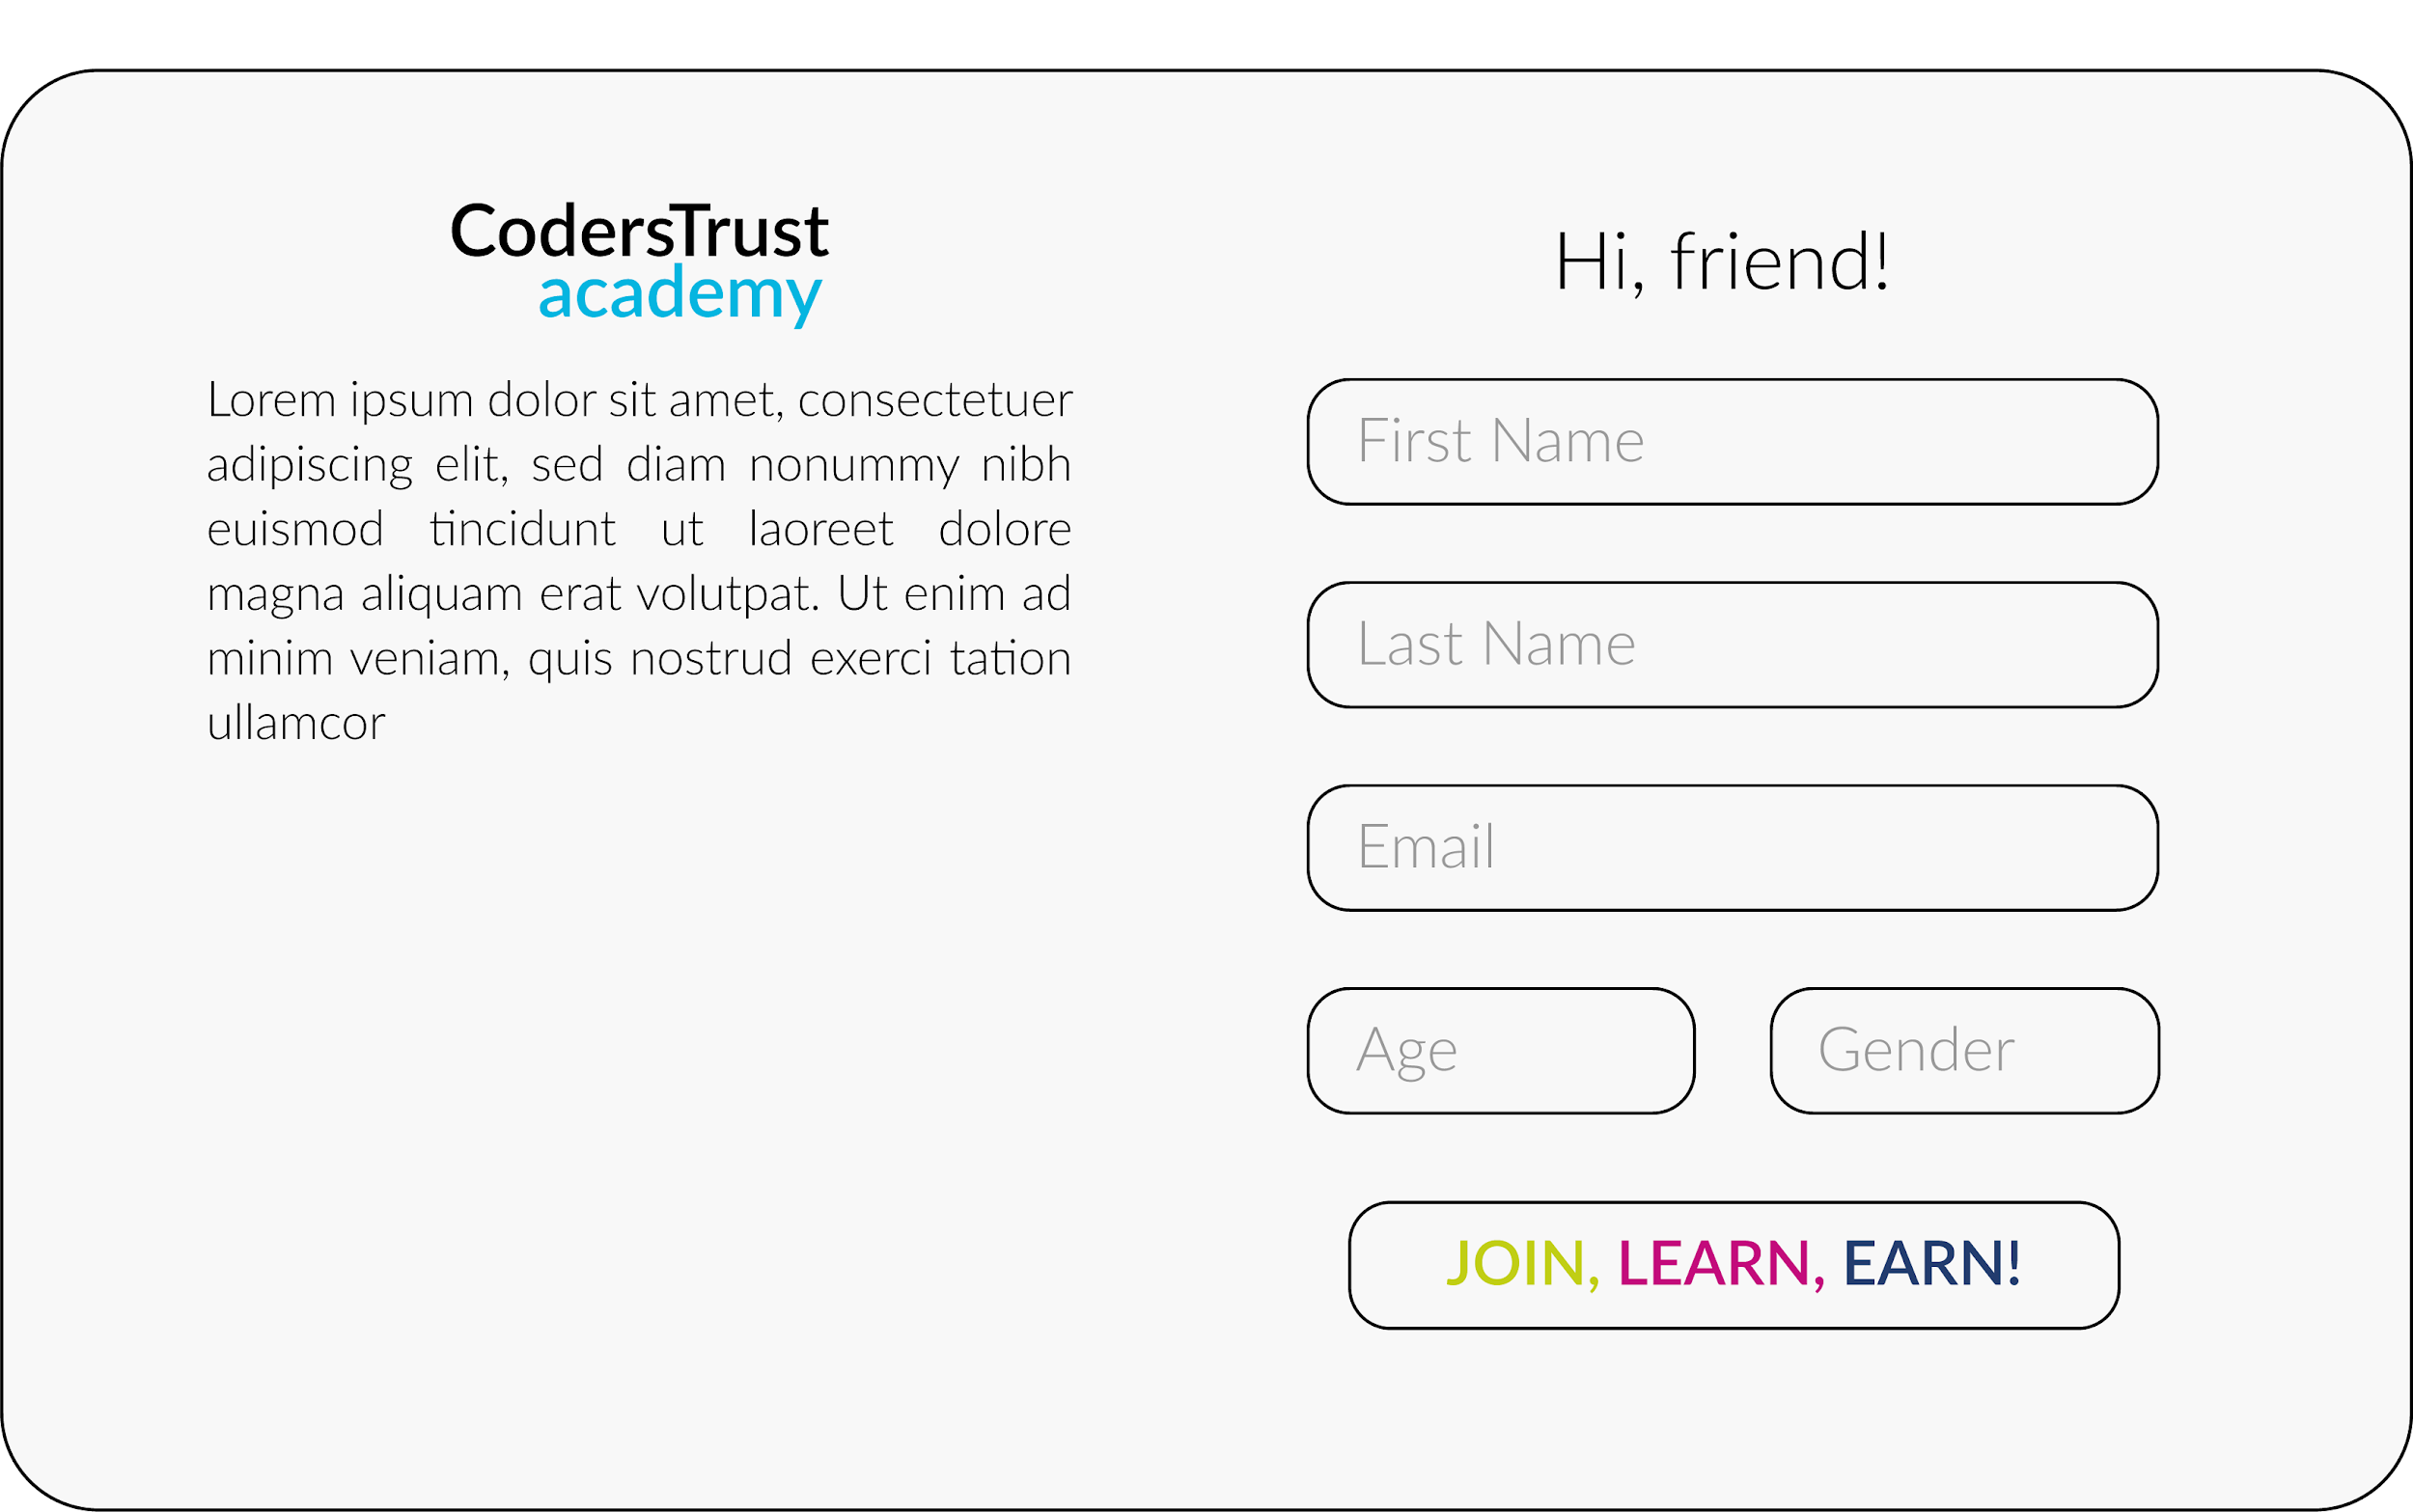 CodersTrust
academy
Lorem ipsum dolor sit amet, consectetuer
adipiscing elit, sed diam nonummy nibh
euismod tincidunt ut laoreet dolore
magna aliquam erat volutpat. Ut enim ad
minim veniam, quis nostrud exerci tation
ullamcor
Hi, friend!
First Name
Last Name
Email
Age
Gender
JOIN, LEARN, EARN!